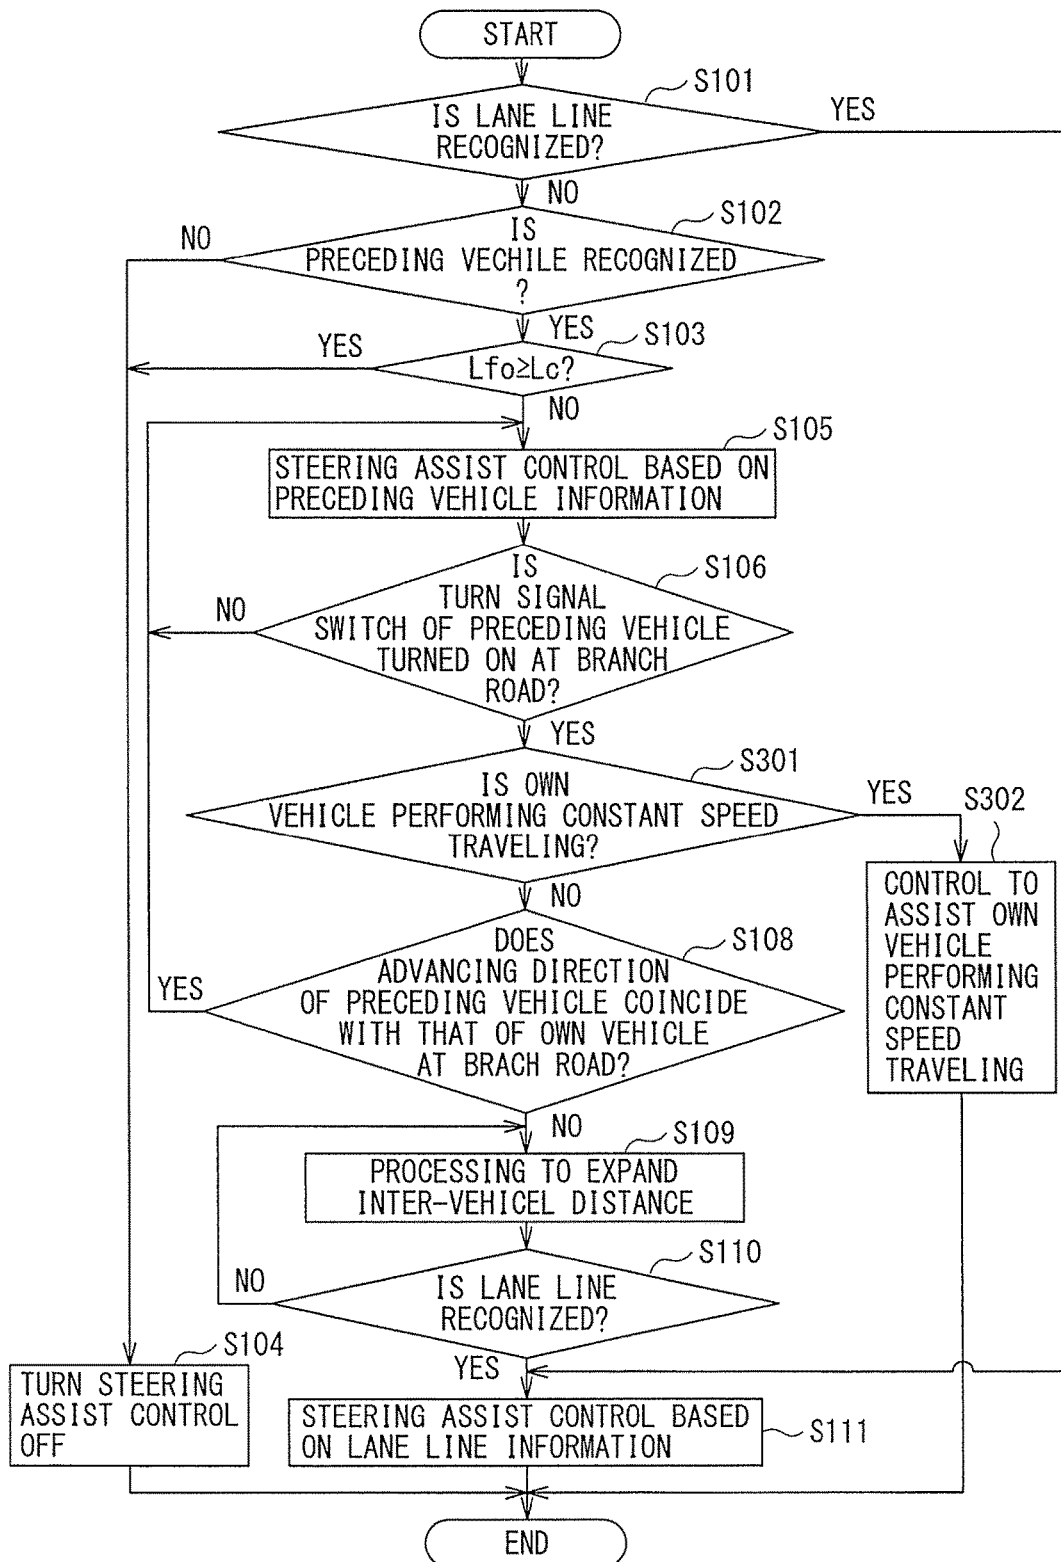 START
S101
IS LANE LINE
RECOGNIZED?
YES
NO
S102
NO
IS
PRECEDING VECHILE RECOGNIZED
?
YES
S103
YES
Lfo≥Lc?
NO
S105
STEERING ASSIST CONTROL BASED ON
PRECEDING VEHICLE INFORMATION
S106
NO
IS
TURN SIGNAL
SWITCH OF PRECEDING VEHICLE
TURNED ON AT BRANCH
ROAD?
YES
S301
IS OWN
VEHICLE PERFORMING CONSTANT SPEED
TRAVELING?
YES
S302
CONTROL TO
ASSIST OWN
VEHICLE
PERFORMING
CONSTANT
SPEED
TRAVELING
NO
S108
DOES
ADVANCING DIRECTION
OF PRECEDING VEHICLE COINCIDE
WITH THAT OF OWN VEHICLE
AT BRACH ROAD?
YES
NO
S109
PROCESSING TO EXPAND
INTER-VEHICEL DISTANCE
S110
NO
IS LANE LINE
RECOGNIZED?
YES
S104
TURN STEERING
ASSIST CONTROL
OFF
STEERING ASSIST CONTROL BASED
ON LANE LINE INFORMATION
S111
END